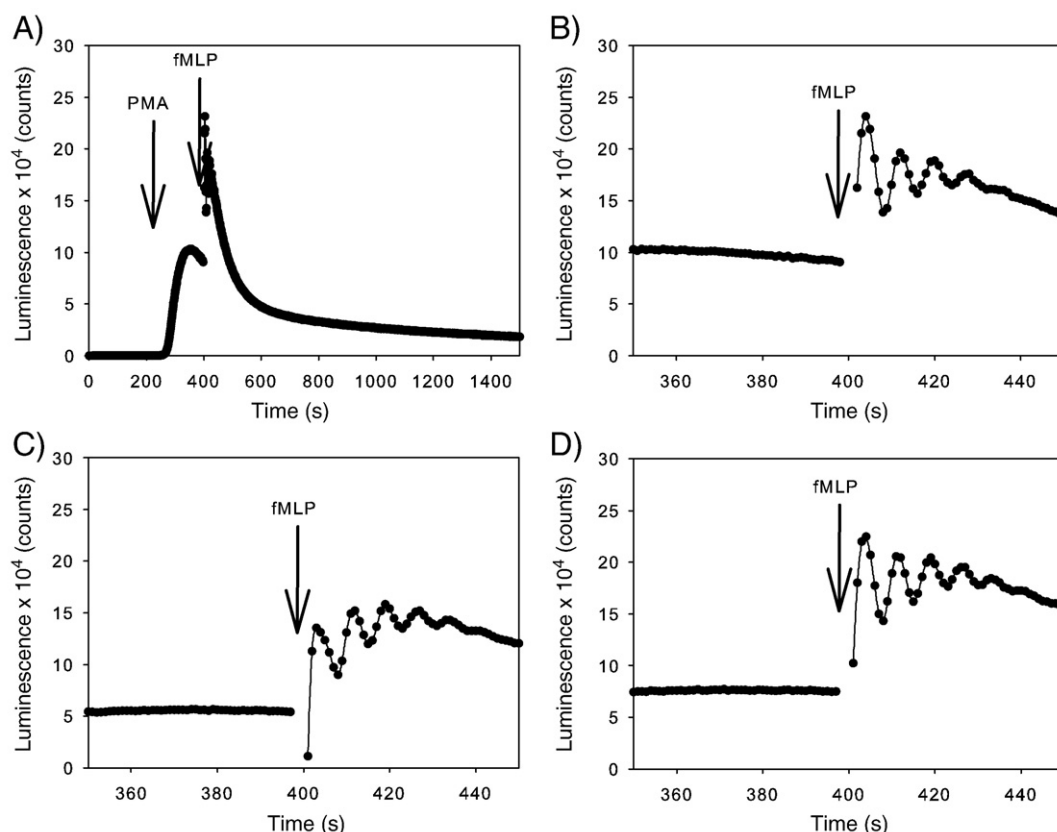 A)
Luminescence x 10⁴ (counts)
30
25
20
15
10
5
0
PMA
fMLP
0 200 400 600 800 1000 1200 1400
Time (s)
B)
Luminescence x 10⁴ (counts)
30
25
20
15
10
5
0
fMLP
360 380 400 420 440
Time (s)
C)
Luminescence x 10⁴ (counts)
30
25
20
15
10
5
0
fMLP
360 380 400 420 440
Time (s)
D)
Luminescence x 10⁴ (counts)
30
25
20
15
10
5
0
fMLP
360 380 400 420 440
Time (s)